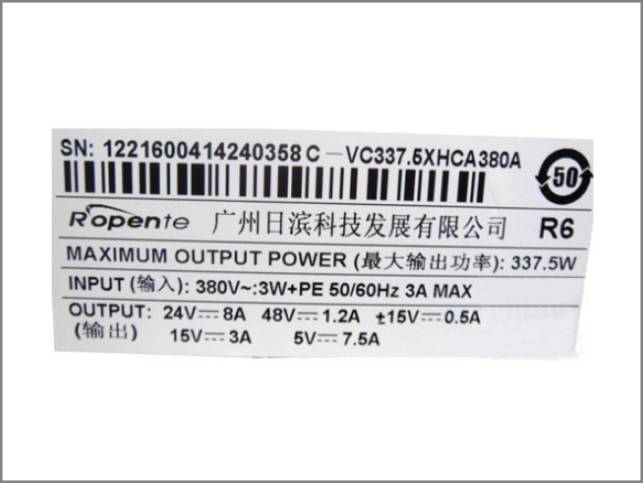 SN: 1221600414240358 C-VC337.5XHCA380A
50
Ropente 广州日滨科技发展有限公司 R6
MAXIMUM OUTPUT POWER (最大输出功率): 337.5W
INPUT (输入): 380V~:3W+PE 50/60Hz 3A MAX
OUTPUT: 24V⎓8A 48V⎓1.2A ±15V⎓0.5A
(输出) 15V⎓3A 5V⎓7.5A